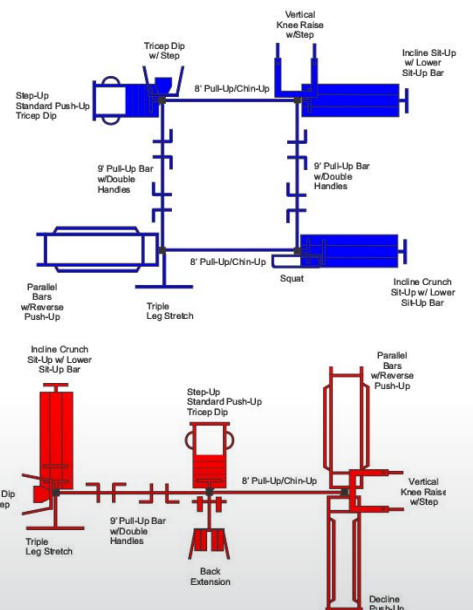 Vertical
Knee Raise
w/Step
Tricep Dip
w/ Step
Incline Sit-Up
w/ Lower
Sit-Up Bar
Step-Up
Standard Push-Up
Tricep Dip
8' Pull-Up/Chin-Up
9' Pull-Up Bar
w/Double
Handles
9' Pull-Up Bar
w/Double
Handles
8' Pull-Up/Chin-Up
Squat
Parallel
Bars
w/Reverse
Push-Up
Triple
Leg Stretch
Incline Crunch
Sit-Up w/ Lower
Sit-Up Bar
Incline Crunch
Sit-Up w/ Lower
Sit-Up Bar
Step-Up
Standard Push-Up
Tricep Dip
Parallel
Bars
w/Reverse
Push-Up
8' Pull-Up/Chin-Up
Vertical
Knee Raise
w/Step
Dip
ep
Triple
Leg Stretch
9' Pull-Up Bar
w/Double
Handles
Back
Extension
Decline
Push-Up